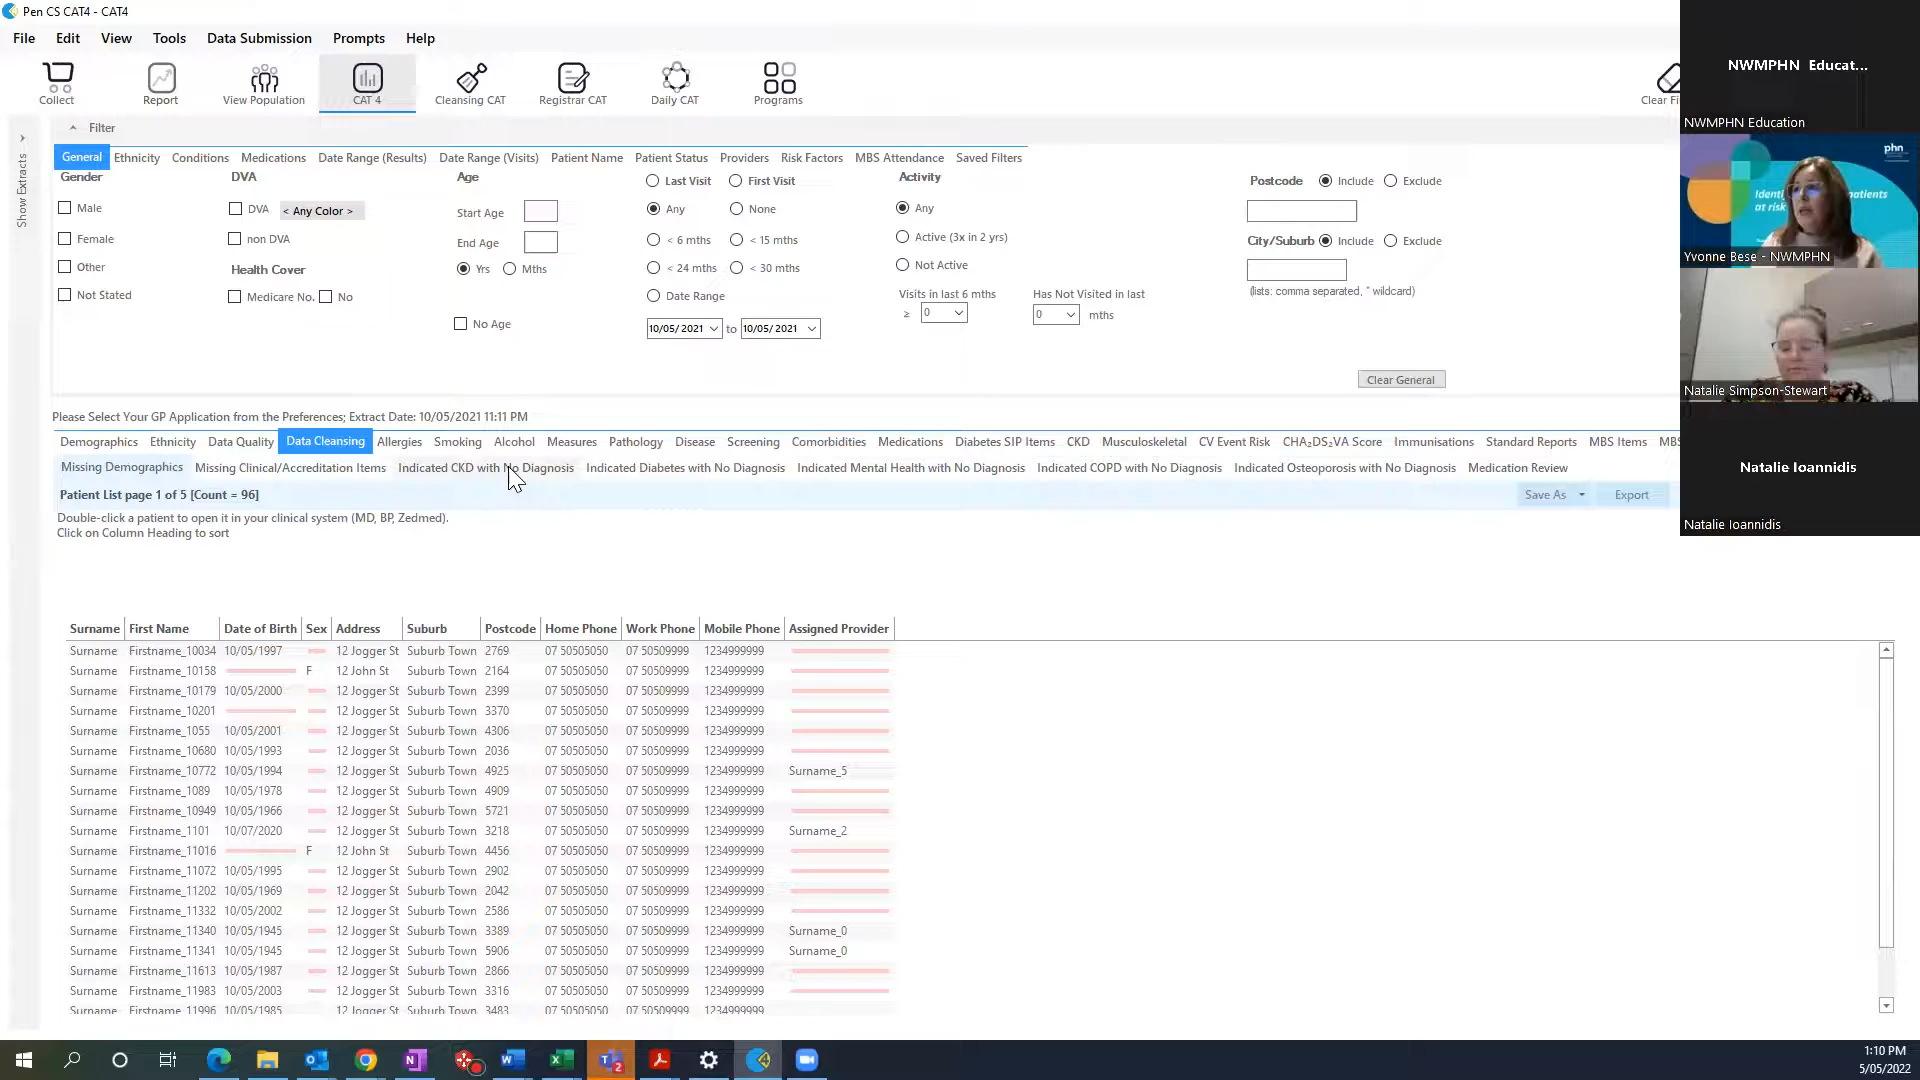 Pen CS CAT4 - CAT4
File Edit View Tools Data Submission Prompts Help
Collect Report View Population CAT 4 Cleansing CAT Registrar CAT Daily CAT Programs
Filter
General Ethnicity Conditions Medications Date Range (Results) Date Range (Visits) Patient Name Patient Status Providers Risk Factors MBS Attendance Saved Filters
Gender DVA Age Last Visit First Visit Activity Postcode Include Exclude
Male DVA < Any Color > Start Age Any None Any
Female non DVA End Age < 6 mths < 15 mths Active (3x in 2 yrs) City/Suburb Include Exclude
Other Health Cover Yrs Mths < 24 mths < 30 mths Not Active
Not Stated Medicare No. No Date Range Visits in last 6 mths Has Not Visited in last (lists: comma separated, * wildcard)
≥ 0 0 mths
No Age 10/05/2021 to 10/05/2021
Clear General
Show Extracts
Please Select Your GP Application from the Preferences; Extract Date: 10/05/2021 11:11 PM
Demographics Ethnicity Data Quality Data Cleansing Allergies Smoking Alcohol Measures Pathology Disease Screening Comorbidities Medications Diabetes SIP Items CKD Musculoskeletal CV Event Risk CHA₂DS₂VA Score Immunisations Standard Reports MBS Items MBS
Missing Demographics Missing Clinical/Accreditation Items Indicated CKD with No Diagnosis Indicated Diabetes with No Diagnosis Indicated Mental Health with No Diagnosis Indicated COPD with No Diagnosis Indicated Osteoporosis with No Diagnosis Medication Review
Patient List page 1 of 5 [Count = 96] Save As Export
Double-click a patient to open it in your clinical system (MD, BP, Zedmed).
Click on Column Heading to sort
Surname First Name Date of Birth Sex Address Suburb Postcode Home Phone Work Phone Mobile Phone Assigned Provider
Surname Firstname_10034 10/05/1997 12 Jogger St Suburb Town 2769 07 50505050 07 50509999 1234999999
Surname Firstname_10158 F 12 John St Suburb Town 2164 07 50505050 07 50509999 1234999999
Surname Firstname_10179 10/05/2000 12 Jogger St Suburb Town 2399 07 50505050 07 50509999 1234999999
Surname Firstname_10201 12 Jogger St Suburb Town 3370 07 50505050 07 50509999 1234999999
Surname Firstname_1055 10/05/2001 12 Jogger St Suburb Town 4306 07 50505050 07 50509999 1234999999
Surname Firstname_10680 10/05/1993 12 Jogger St Suburb Town 2036 07 50505050 07 50509999 1234999999
Surname Firstname_10772 10/05/1994 12 Jogger St Suburb Town 4925 07 50505050 07 50509999 1234999999 Surname_5
Surname Firstname_1089 10/05/1978 12 Jogger St Suburb Town 4909 07 50505050 07 50509999 1234999999
Surname Firstname_10949 10/05/1966 12 Jogger St Suburb Town 5721 07 50505050 07 50509999 1234999999
Surname Firstname_1101 10/07/2020 12 Jogger St Suburb Town 3218 07 50505050 07 50509999 1234999999 Surname_2
Surname Firstname_11016 F 12 John St Suburb Town 4456 07 50505050 07 50509999 1234999999
Surname Firstname_11072 10/05/1995 12 Jogger St Suburb Town 2902 07 50505050 07 50509999 1234999999
Surname Firstname_11202 10/05/1969 12 Jogger St Suburb Town 2042 07 50505050 07 50509999 1234999999
Surname Firstname_11332 10/05/2002 12 Jogger St Suburb Town 2586 07 50505050 07 50509999 1234999999
Surname Firstname_11340 10/05/1945 12 Jogger St Suburb Town 3389 07 50505050 07 50509999 1234999999 Surname_0
Surname Firstname_11341 10/05/1945 12 Jogger St Suburb Town 5906 07 50505050 07 50509999 1234999999 Surname_0
Surname Firstname_11613 10/05/1987 12 Jogger St Suburb Town 2866 07 50505050 07 50509999 1234999999
Surname Firstname_11983 10/05/2003 12 Jogger St Suburb Town 3316 07 50505050 07 50509999 1234999999
Surname Firstname_11996 10/05/1985 12 Jogger St Suburb Town 3483 07 50505050 07 50509999 1234999999
NWMPHN Educat...
NWMPHN Education
phn
patients
at risk
Yvonne Bese - NWMPHN
Natalie Simpson-Stewart
Natalie Ioannidis
Natalie Ioannidis
1:10 PM
5/05/2022